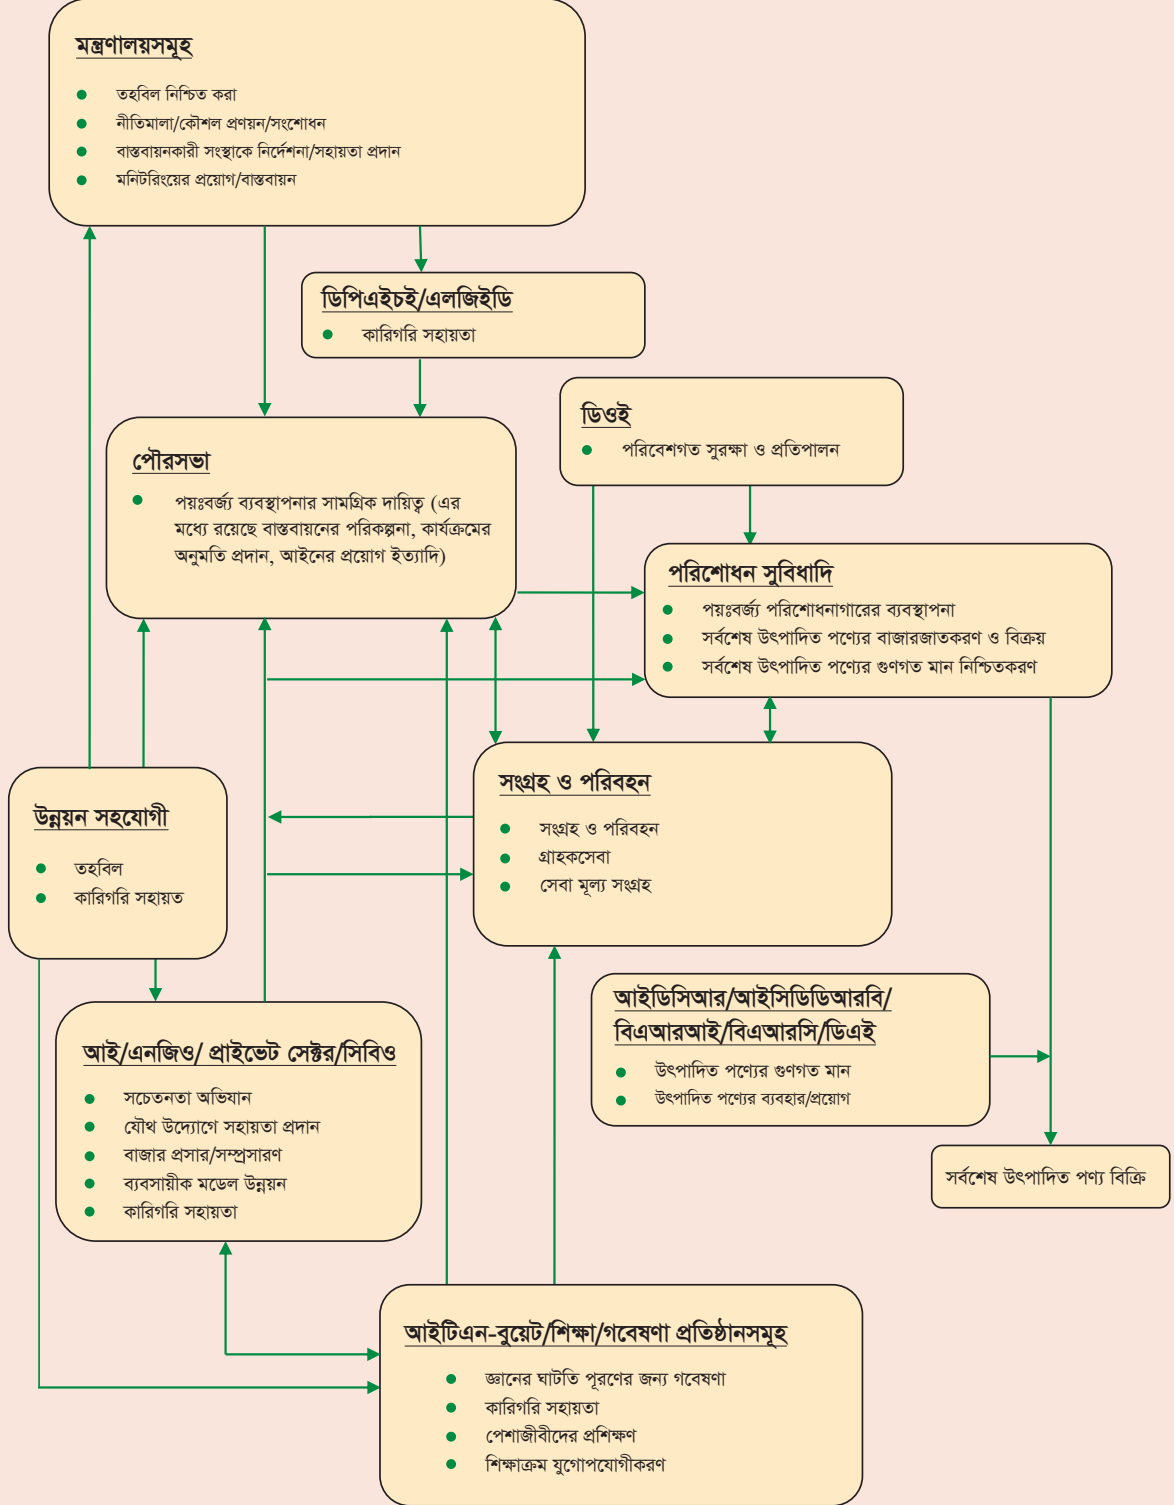 মন্ত্রণালয়সমূহ
তহবিল নিশ্চিত করা
নীতিমালা/কৌশল প্রণয়ন/সংশোধন
বাস্তবায়নকারী সংস্থাকে নির্দেশনা/সহায়তা প্রদান
মনিটরিংয়ের প্রয়োগ/বাস্তবায়ন
ডিপিএইচই/এলজিইডি
কারিগরি সহায়তা
ডিওই
পরিবেশগত সুরক্ষা ও প্রতিপালন
পৌরসভা
পয়ঃবর্জ্য ব্যবস্থাপনার সামগ্রিক দায়িত্ব (এর
মধ্যে রয়েছে বাস্তবায়নের পরিকল্পনা, কার্যক্রমের
অনুমতি প্রদান, আইনের প্রয়োগ ইত্যাদি)
পরিশোধন সুবিধাদি
পয়ঃবর্জ্য পরিশোধনাগারের ব্যবস্থাপনা
সর্বশেষ উৎপাদিত পণ্যের বাজারজাতকরণ ও বিক্রয়
সর্বশেষ উৎপাদিত পণ্যের গুণগত মান নিশ্চিতকরণ
সংগ্রহ ও পরিবহন
সংগ্রহ ও পরিবহন
গ্রাহকসেবা
সেবা মূল্য সংগ্রহ
উন্নয়ন সহযোগী
তহবিল
কারিগরি সহায়ত
আইডিসিআর/আইসিডিডিআরবি/
বিএআরআই/বিএআরসি/ডিএই
উৎপাদিত পণ্যের গুণগত মান
উৎপাদিত পণ্যের ব্যবহার/প্রয়োগ
আই/এনজিও/ প্রাইভেট সেক্টর/সিবিও
সচেতনতা অভিযান
যৌথ উদ্যোগে সহায়তা প্রদান
বাজার প্রসার/সম্প্রসারণ
ব্যবসায়ীক মডেল উন্নয়ন
কারিগরি সহায়তা
সর্বশেষ উৎপাদিত পণ্য বিক্রি
আইটিএন-বুয়েট/শিক্ষা/গবেষণা প্রতিষ্ঠানসমূহ
জ্ঞানের ঘাটতি পূরণের জন্য গবেষণা
কারিগরি সহায়তা
পেশাজীবীদের প্রশিক্ষণ
শিক্ষাক্রম যুগোপযোগীকরণ